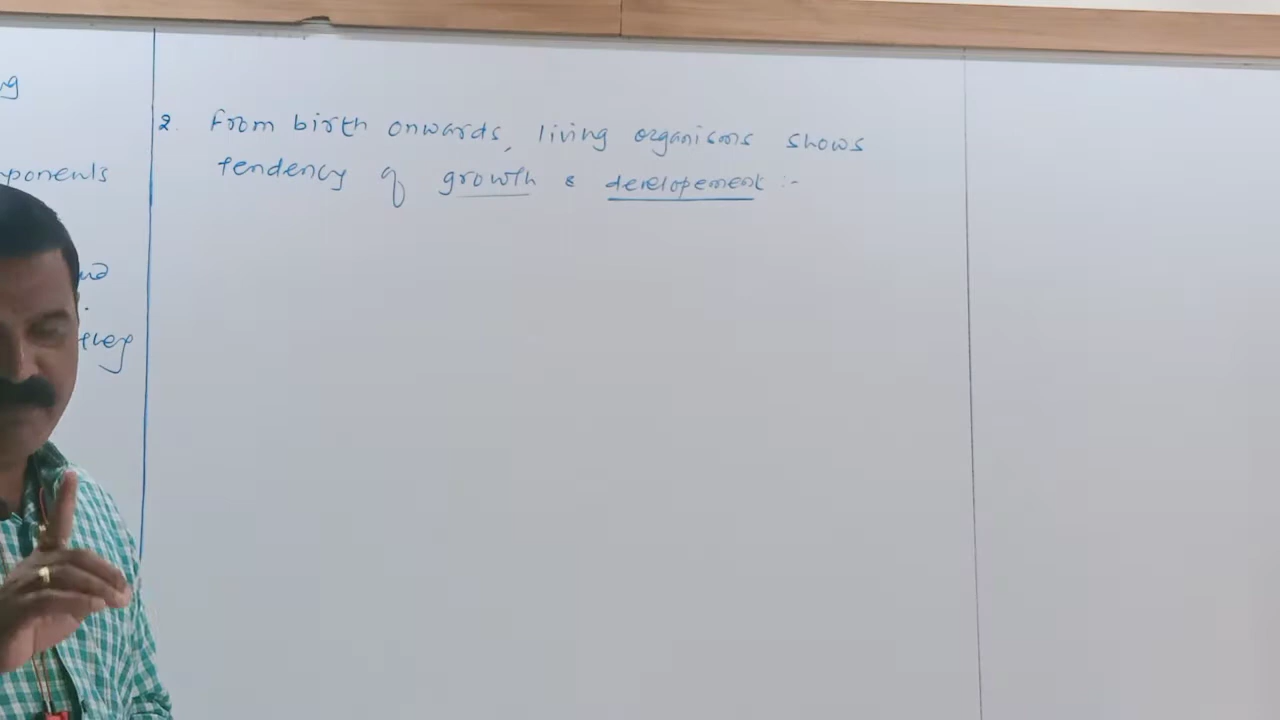 ponents
2. From birth onwards, living organisms shows
tendency of growth & developement :-